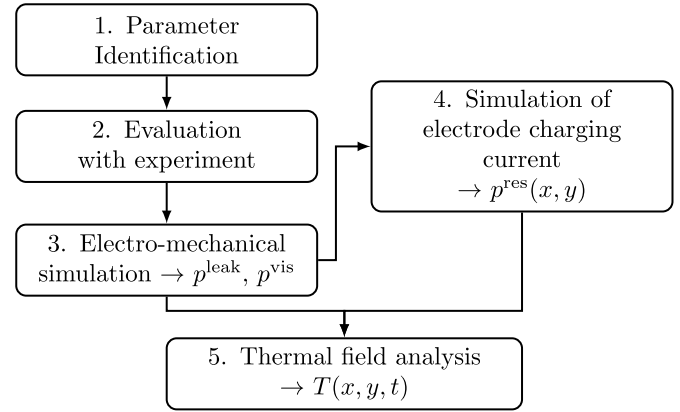 1. Parameter
Identification
2. Evaluation
with experiment
3. Electro-mechanical
simulation → p^leak, p^vis
4. Simulation of
electrode charging
current
→ p^res(x, y)
5. Thermal field analysis
→ T(x, y, t)